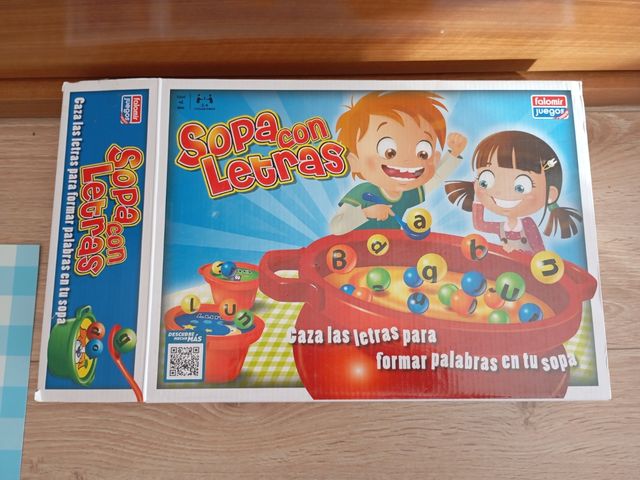 falomir
juegos
Sopa con
Letras
Caza las letras para formar palabras en tu sopa
Sopa con
Letras
falomir
juegos
a
B
a
a
h
n
q
u
e
l
u
n
DESCUBRE
MUCHO MÁS
Caza las letras para
formar palabras en tu sopa